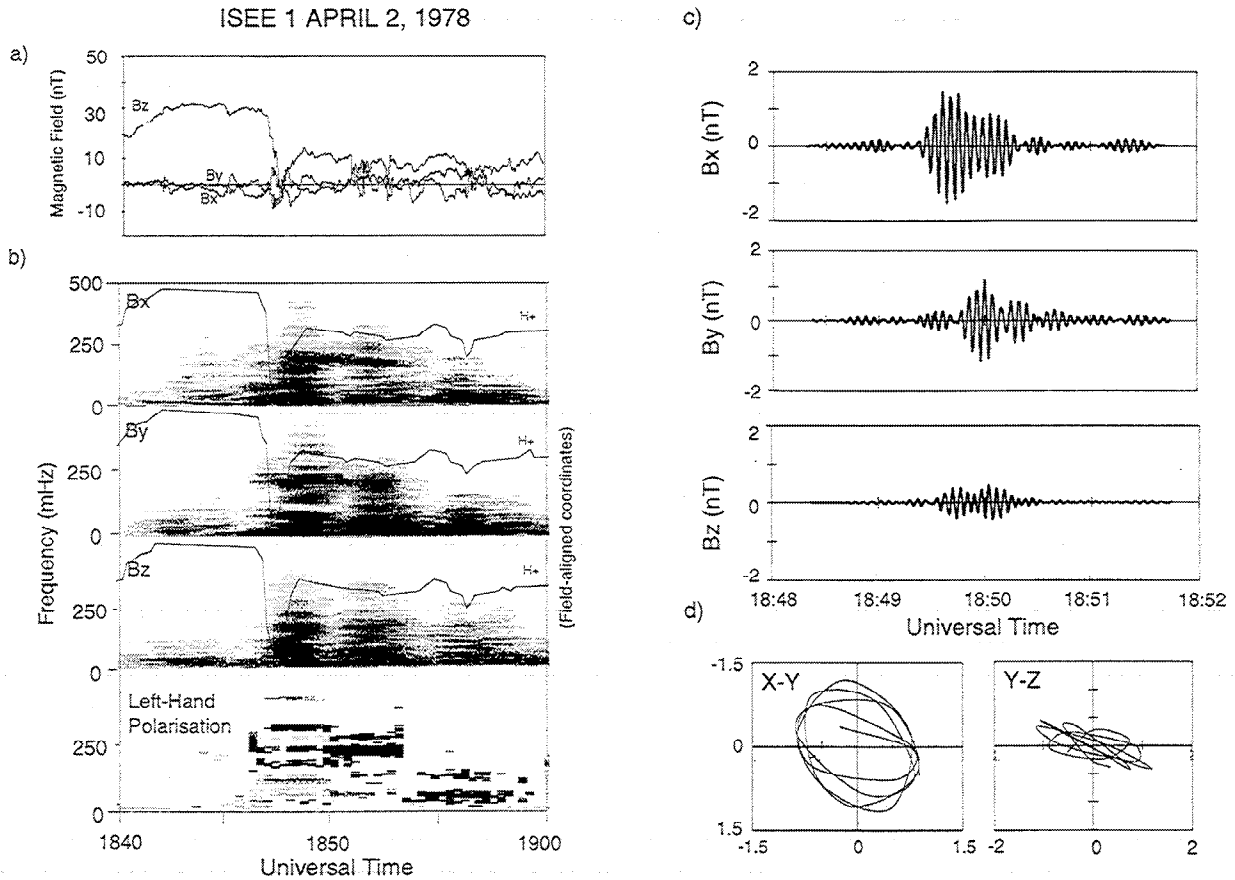 ISEE 1 APRIL 2, 1978
a)
Magnetic Field (nT)
50
30
10
-10
Bz
By
Bx
b)
Frequency (mHz)
500
250
0
Bx
H+
250
0
By
H+
250
0
Bz
H+
(Field-aligned coordinates)
Left-Hand
Polarisation
250
0
1840
1850
1900
Universal Time
c)
Bx (nT)
2
0
-2
By (nT)
2
0
-2
Bz (nT)
2
0
-2
18:48
18:49
18:50
18:51
18:52
Universal Time
d)
-1.5
0
1.5
X-Y
-1.5
0
1.5
Y-Z
-2
0
2